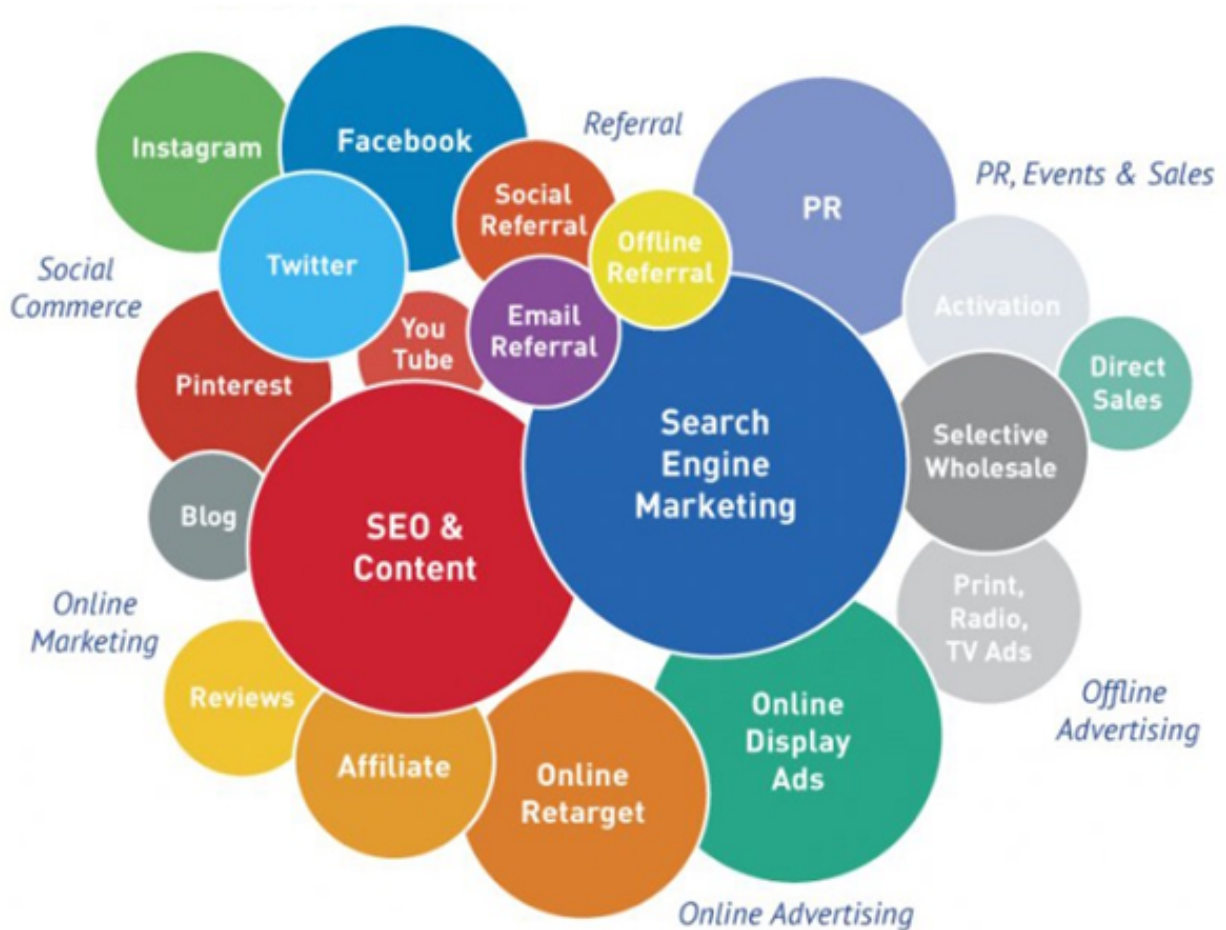 Instagram
Facebook
Referral
PR, Events & Sales
Social
Referral
PR
Twitter
Offline
Referral
Social
Commerce
Activation
You
Tube
Email
Referral
Direct
Sales
Pinterest
Search
Engine
Marketing
Selective
Wholesale
Blog
SEO &
Content
Print,
Radio,
TV Ads
Online
Marketing
Reviews
Offline
Advertising
Online
Display
Ads
Affiliate
Online
Retarget
Online Advertising